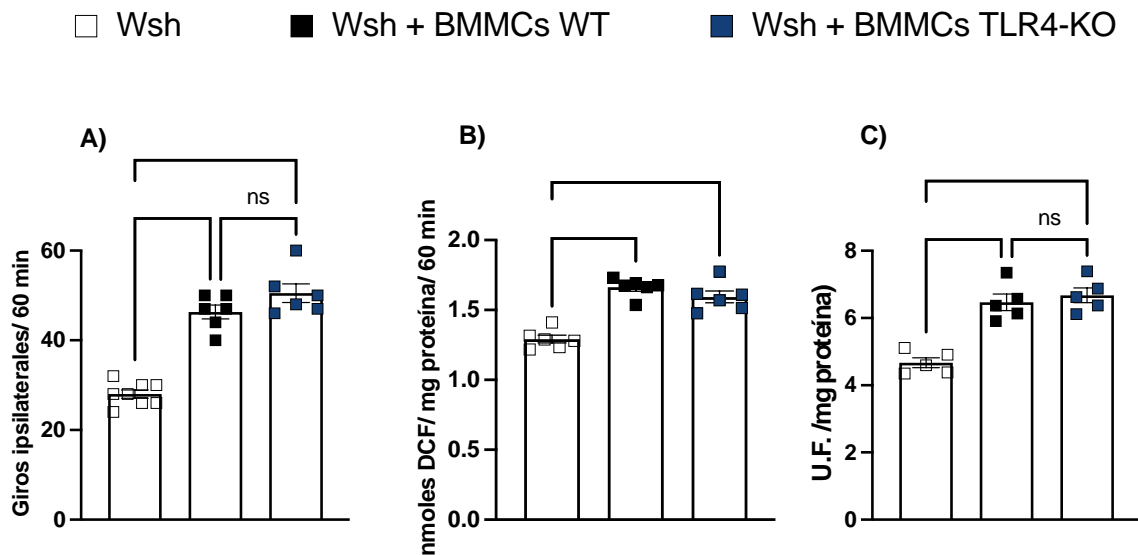 Wsh Wsh + BMMCs WT Wsh + BMMCs TLR4-KO
A)
ns
Giros ipsilaterales/ 60 min
60
40
20
0
B)
nmoles DCF/ mg proteína/ 60 min
2.0
1.5
1.0
0.5
0.0
C)
ns
U.F. /mg proteína)
8
6
4
2
0